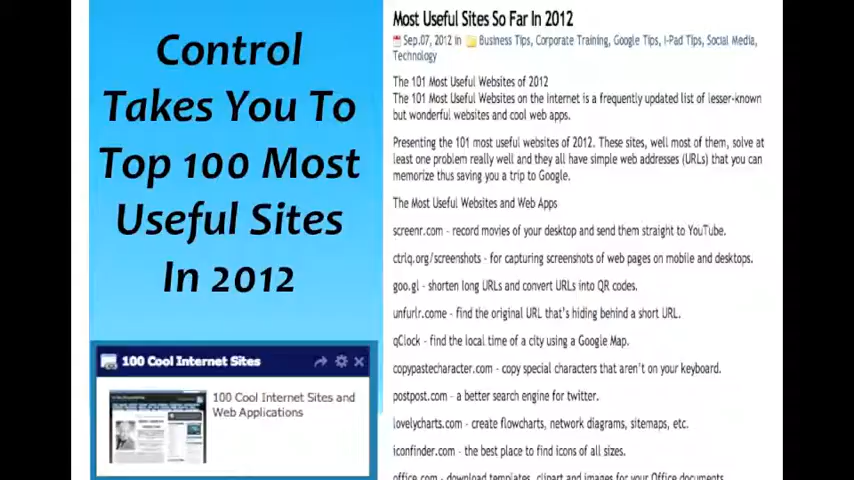 Control
Takes You To
Top 100 Most
Useful Sites
In 2012
100 Cool Internet Sites
100 Cool Internet Sites and
Web Applications
Most Useful Sites So Far In 2012
Sep.07, 2012 in Business Tips, Corporate Training, Google Tips, I-Pad Tips, Social Media,
Technology
The 101 Most Useful Websites of 2012
The 101 Most Useful Websites on the Internet is a frequently updated list of lesser-known
but wonderful websites and cool web apps.
Presenting the 101 most useful websites of 2012. These sites, well most of them, solve at
least one problem really well and they all have simple web addresses (URLs) that you can
memorize thus saving you a trip to Google.
The Most Useful Websites and Web Apps
screenr.com - record movies of your desktop and send them straight to YouTube.
ctrlq.org/screenshots - for capturing screenshots of web pages on mobile and desktops.
goo.gl - shorten long URLs and convert URLs into QR codes.
unfurlr.come - find the original URL that's hiding behind a short URL.
qClock - find the local time of a city using a Google Map.
copypastecharacter.com - copy special characters that aren't on your keyboard.
postpost.com - a better search engine for twitter.
lovelycharts.com - create flowcharts, network diagrams, sitemaps, etc.
iconfinder.com - the best place to find icons of all sizes.
office.com - download templates, clipart and images for your Office documents.